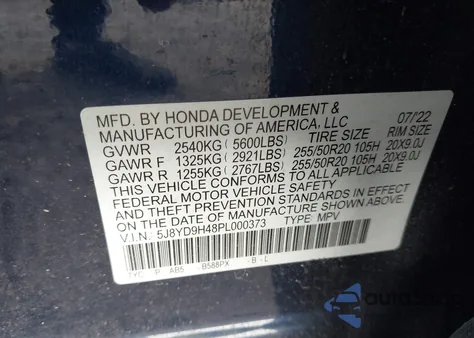 MFD. BY HONDA DEVELOPMENT & 07/22
MANUFACTURING OF AMERICA, LLC
GVWR 2540KG (5600LBS) TIRE SIZE RIM SIZE
GAWR F 1325KG (2921LBS) 255/50R20 105H 20X9.0J
GAWR R 1255KG (2767LBS) 255/50R20 105H 20X9.0J
THIS VEHICLE CONFORMS TO ALL APPLICABLE
FEDERAL MOTOR VEHICLE SAFETY
AND THEFT PREVENTION STANDARDS IN EFFECT
ON THE DATE OF MANUFACTURE SHOWN ABOVE.
V.I.N.: 5J8YD9H48PL000373 TYPE: MPV
TYC P AB5 B588PX B-L